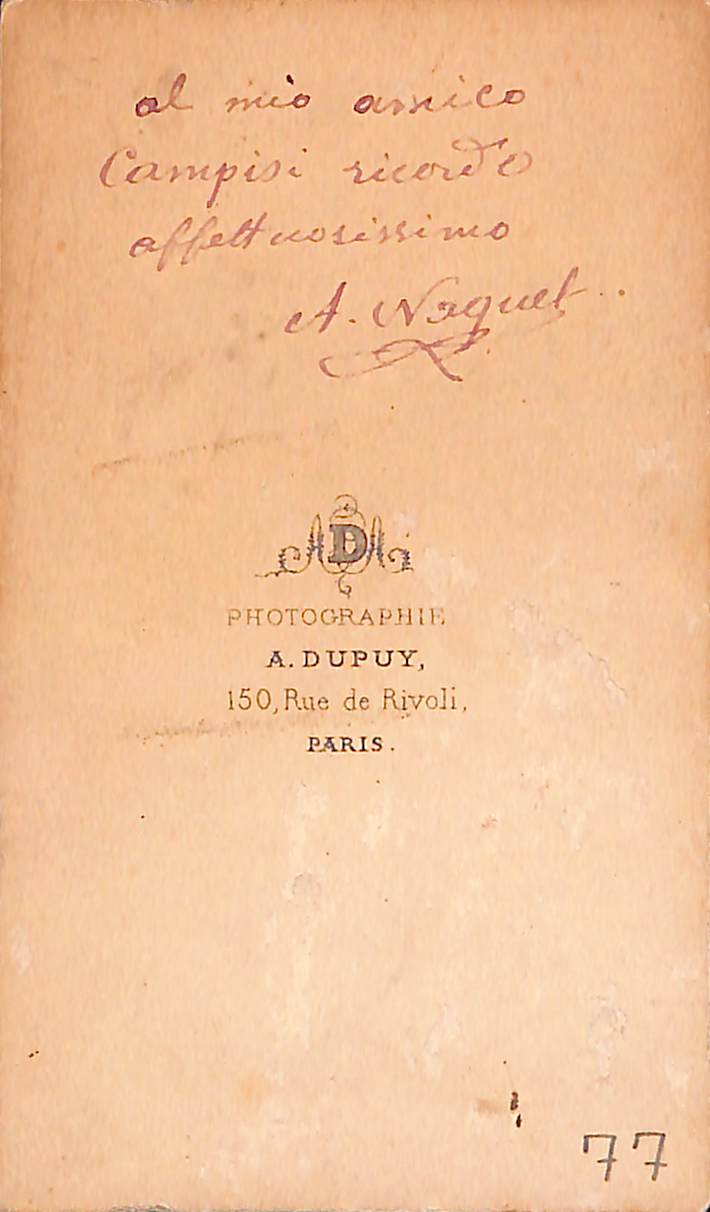 al mio amico
Campisi ricordo
affettuosissimo
A. Naquet
D
PHOTOGRAPHIE
A. DUPUY,
150, Rue de Rivoli,
PARIS.
77